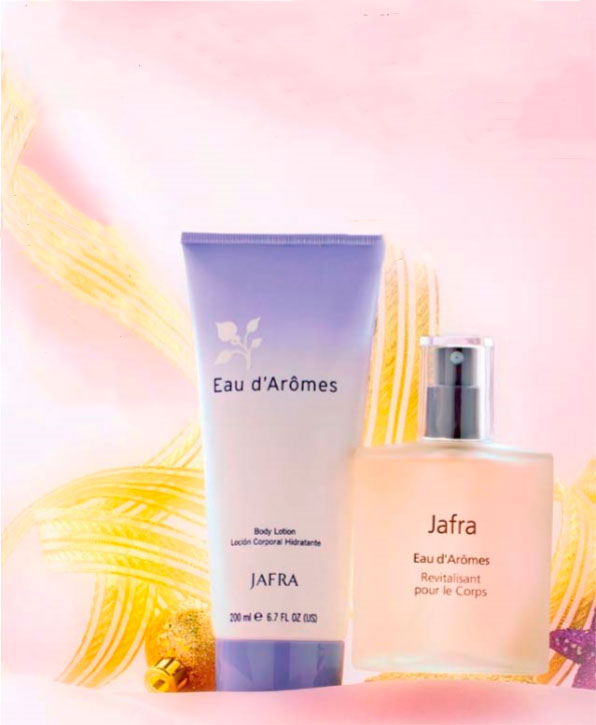 Eau d'Arômes
Body Lotion
Loción Corporal Hidratante
JAFRA
200 ml ℮ 6.7 FL OZ (US)
Jafra
Eau d'Arômes
Revitalisant
pour le Corps